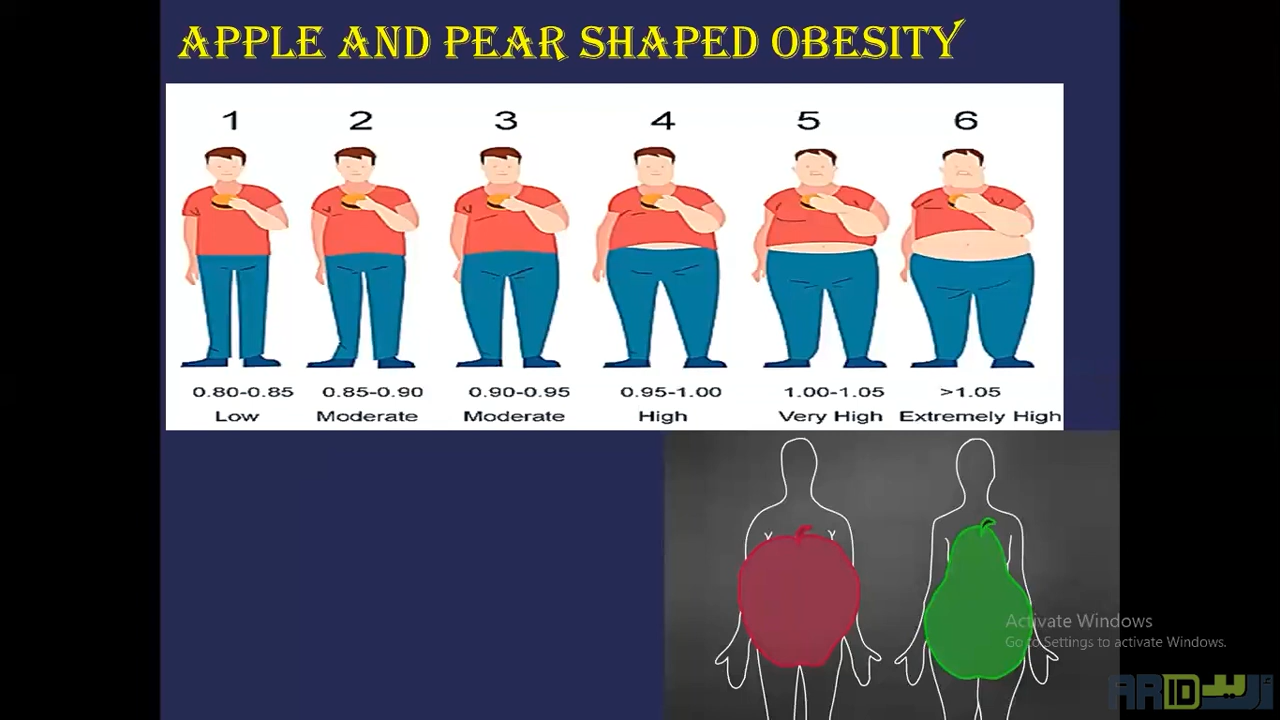 APPLE AND PEAR SHAPED OBESITY
1 2 3 4 5 6
0.80-0.85 0.85-0.90 0.90-0.95 0.95-1.00 1.00-1.05 >1.05
Low Moderate Moderate High Very High Extremely High
Activate Windows
Go to Settings to activate Windows.
ARID أريد